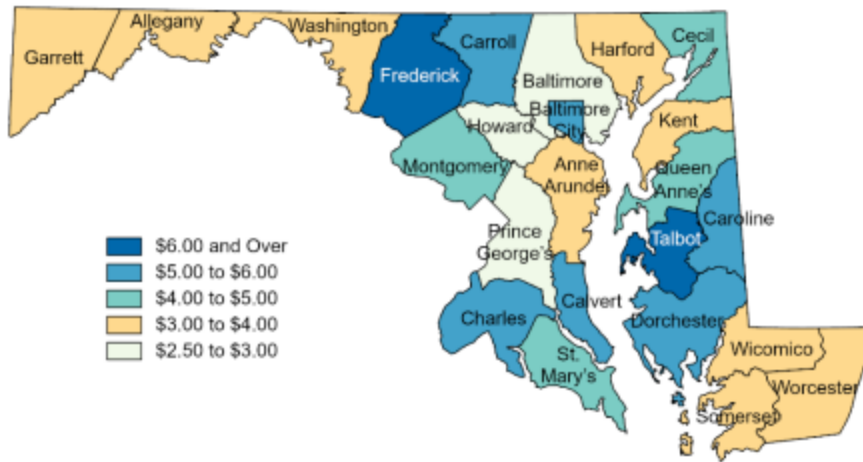 Allegany
Washington
Garrett
Frederick
Carroll
Baltimore
Harford
Cecil
Baltimore
City
Howard
Kent
Montgomery
Anne
Arundel
Queen
Anne's
Caroline
Talbot
Prince
George's
$6.00 and Over
$5.00 to $6.00
$4.00 to $5.00
$3.00 to $4.00
$2.50 to $3.00
Calvert
Charles
Dorchester
St.
Mary's
Wicomico
Worcester
Somerset